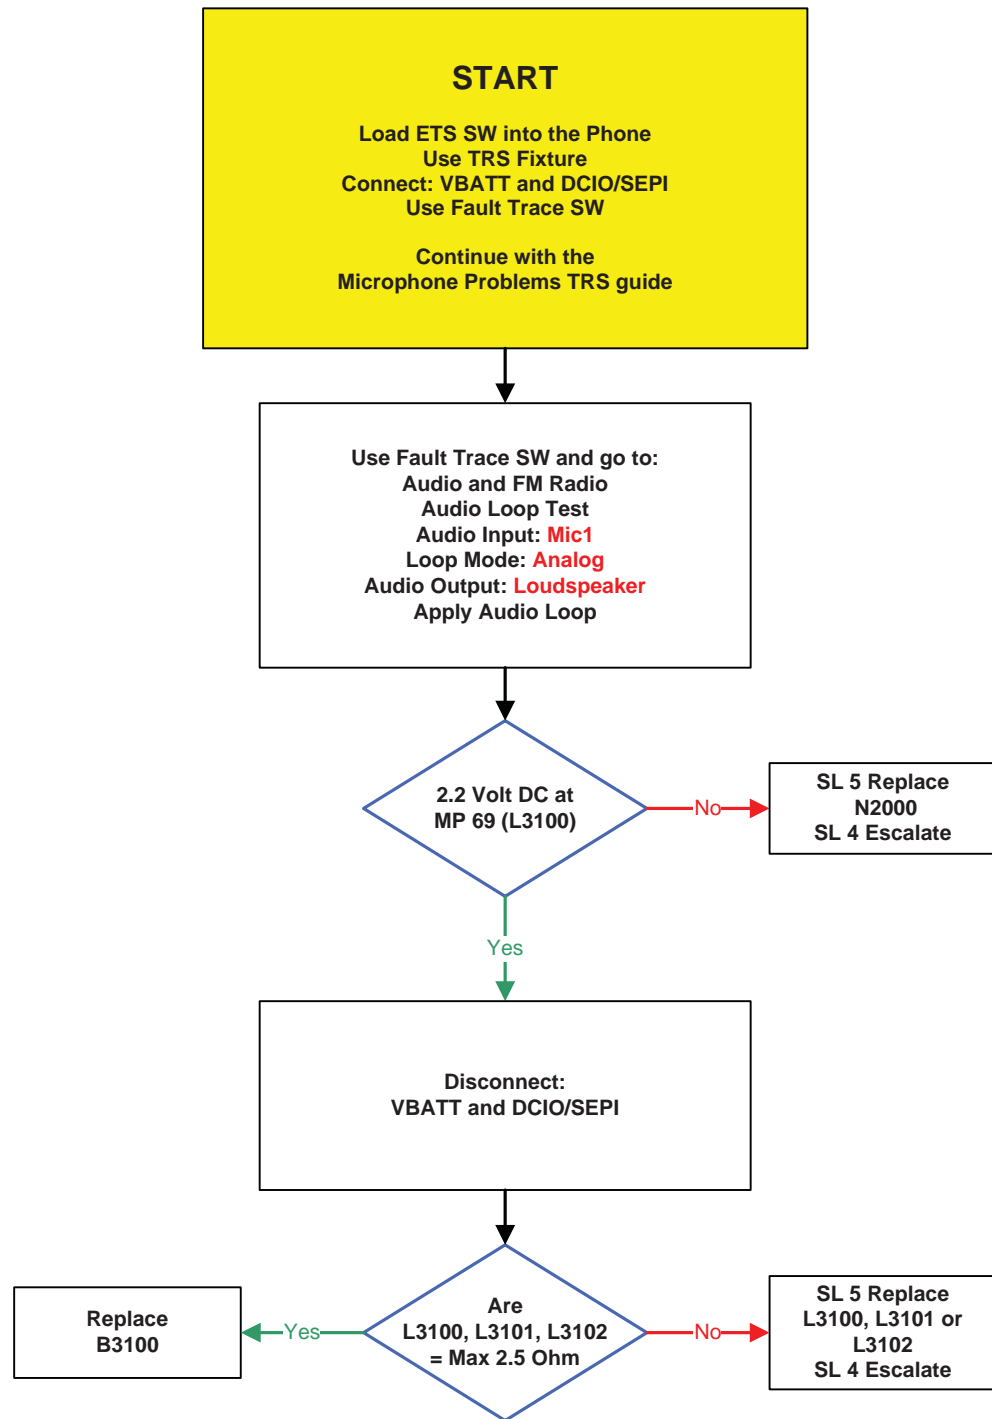 START
Load ETS SW into the Phone
Use TRS Fixture
Connect: VBATT and DCIO/SEPI
Use Fault Trace SW
Continue with the
Microphone Problems TRS guide
Use Fault Trace SW and go to:
Audio and FM Radio
Audio Loop Test
Audio Input: Mic1
Loop Mode: Analog
Audio Output: Loudspeaker
Apply Audio Loop
2.2 Volt DC at
MP 69 (L3100)
No
SL 5 Replace
N2000
SL 4 Escalate
Yes
Disconnect:
VBATT and DCIO/SEPI
Are
L3100, L3101, L3102
= Max 2.5 Ohm
Yes
Replace
B3100
No
SL 5 Replace
L3100, L3101 or
L3102
SL 4 Escalate